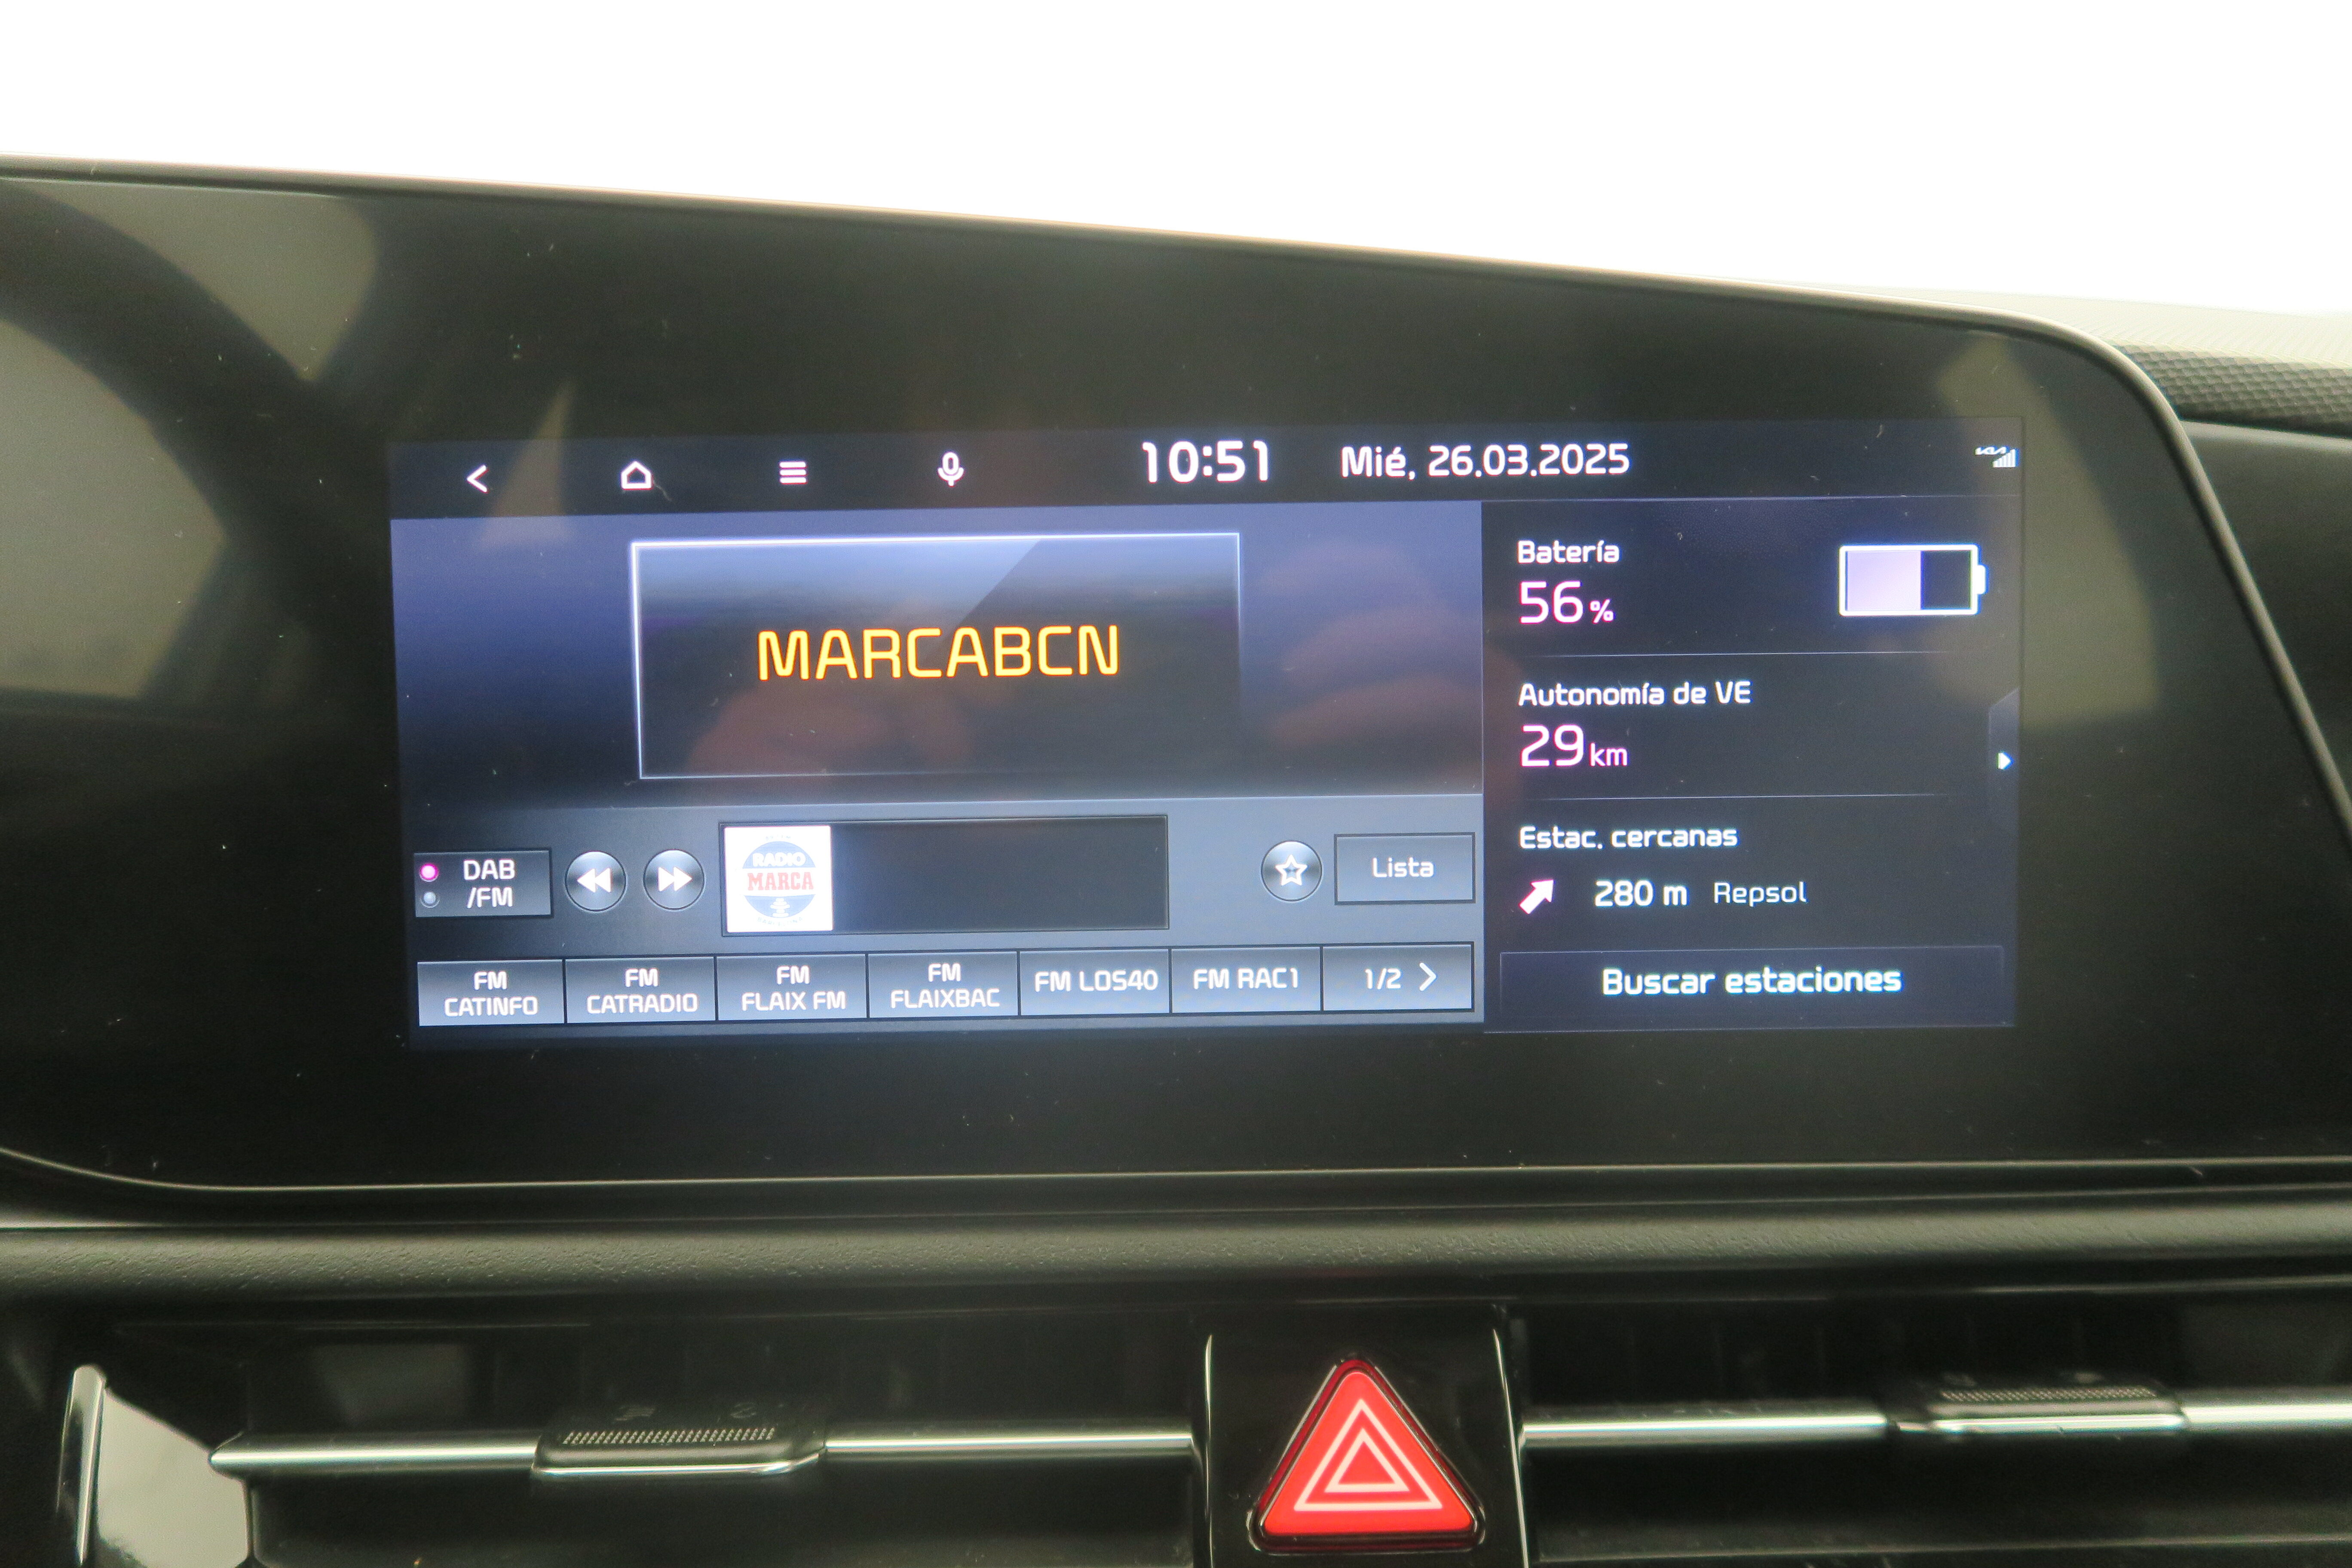 10:51 Mié, 26.03.2025
MARCABCN
Batería
56 %
Autonomía de VE
29 km
Estac. cercanas
280 m Repsol
Buscar estaciones
DAB
/FM
RADIO
MARCA
Lista
FM
CATINFO
FM
CATRADIO
FM
FLAIX FM
FM
FLAIXBAC
FM LOS40
FM RAC1
1/2